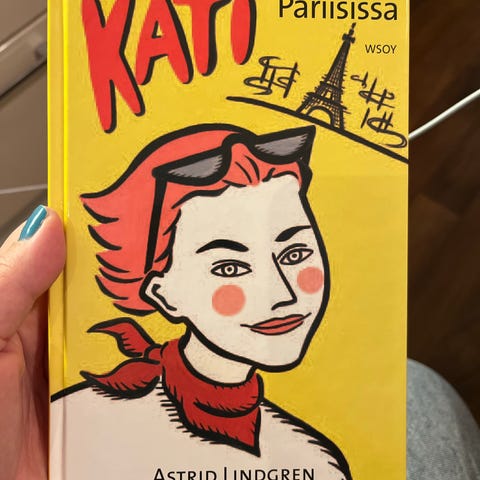 KATI
Pariisissa
WSOY
ASTRID LINDGREN